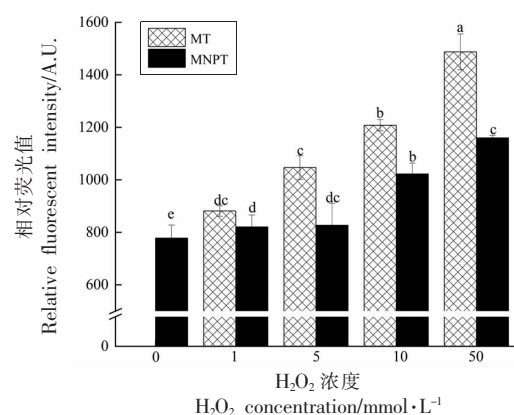 相对荧光值
Relative fluorescent intensity/A.U.
1600
1400
1200
1000
800
600
0
MT
MNPT
e
dc
d
c
dc
b
b
a
c
0 1 5 10 50
H₂O₂ 浓度
H₂O₂ concentration/mmol·L⁻¹